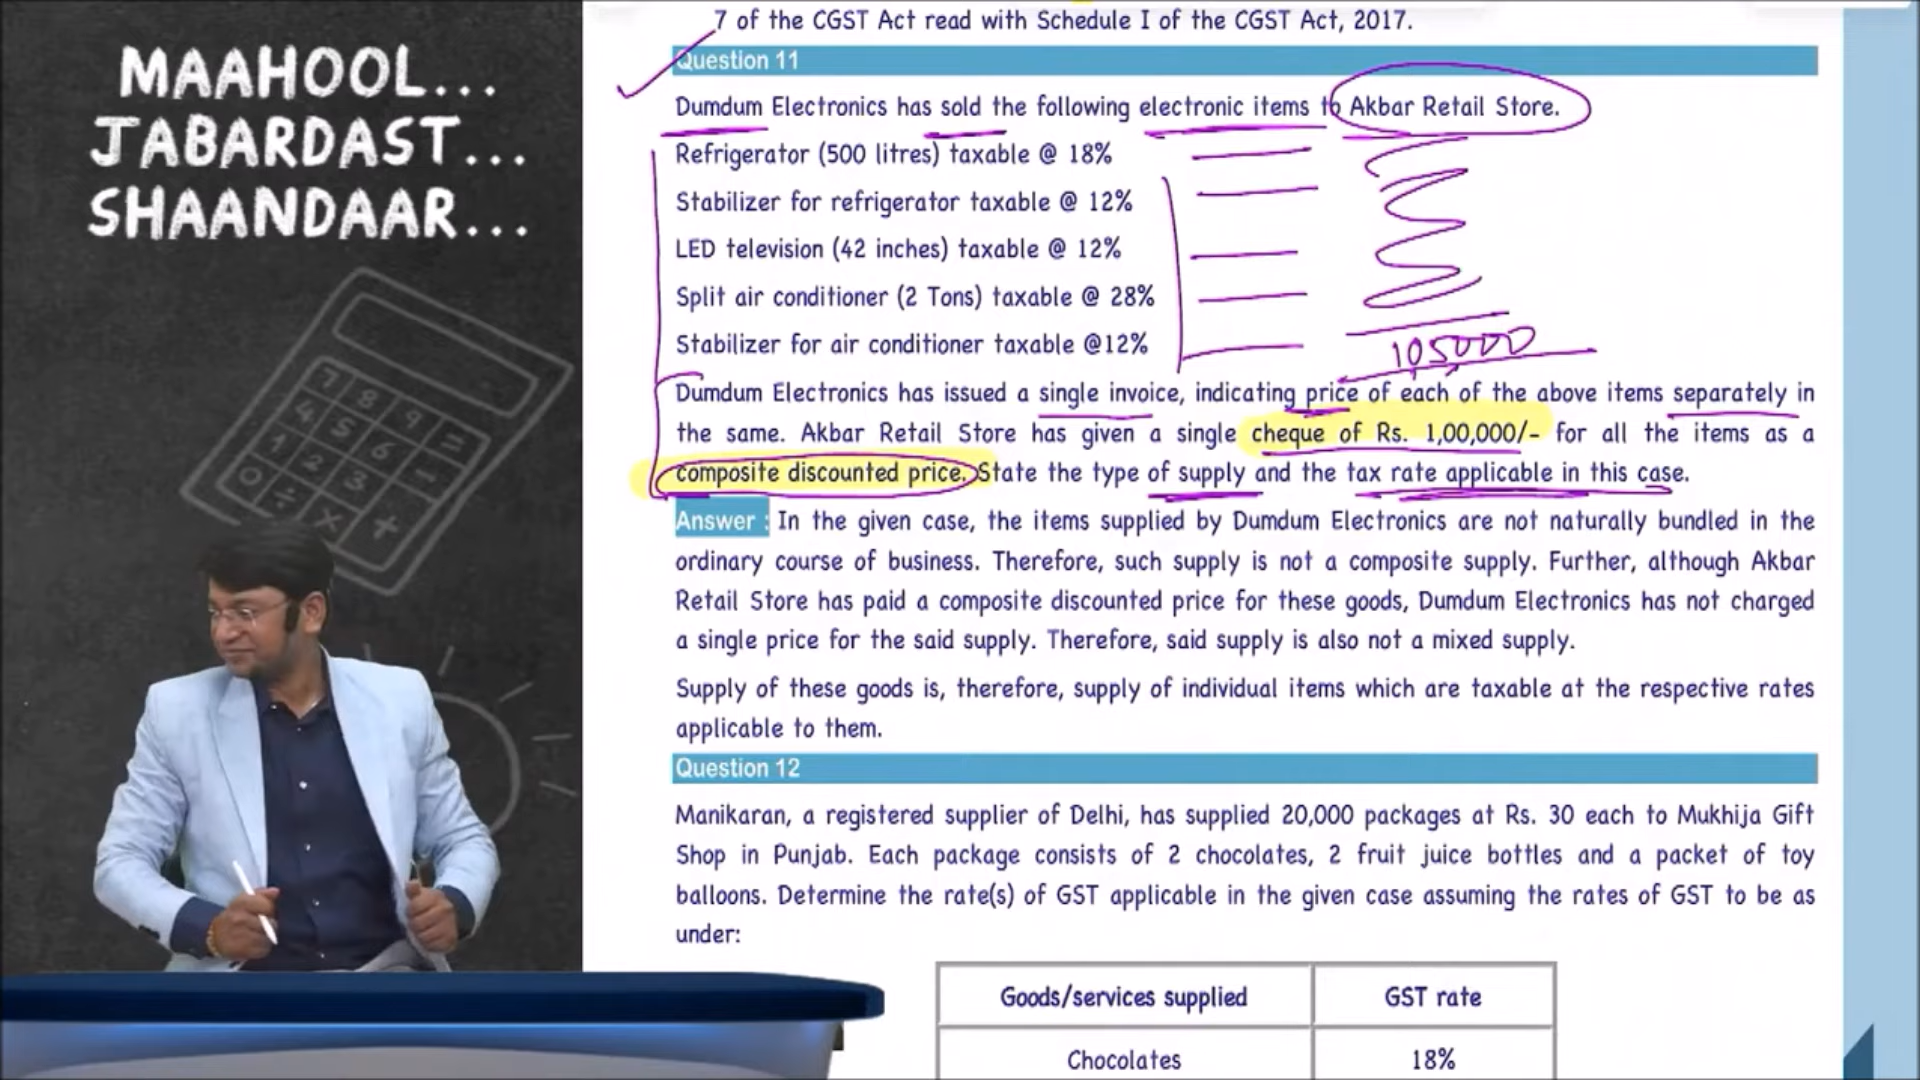 MAAHOOL...
JABARDAST...
SHAANDAAR...
7 8 9 =
4 5 6 -
1 2 3
0 ÷ × +
7 of the CGST Act read with Schedule I of the CGST Act, 2017.
Question 11
Dumdum Electronics has sold the following electronic items to Akbar Retail Store.
Refrigerator (500 litres) taxable @ 18%
Stabilizer for refrigerator taxable @ 12%
LED television (42 inches) taxable @ 12%
Split air conditioner (2 Tons) taxable @ 28%
Stabilizer for air conditioner taxable @12%
105000
Dumdum Electronics has issued a single invoice, indicating price of each of the above items separately in
the same. Akbar Retail Store has given a single cheque of Rs. 1,00,000/- for all the items as a
composite discounted price. State the type of supply and the tax rate applicable in this case.
Answer : In the given case, the items supplied by Dumdum Electronics are not naturally bundled in the
ordinary course of business. Therefore, such supply is not a composite supply. Further, although Akbar
Retail Store has paid a composite discounted price for these goods, Dumdum Electronics has not charged
a single price for the said supply. Therefore, said supply is also not a mixed supply.
Supply of these goods is, therefore, supply of individual items which are taxable at the respective rates
applicable to them.
Question 12
Manikaran, a registered supplier of Delhi, has supplied 20,000 packages at Rs. 30 each to Mukhija Gift
Shop in Punjab. Each package consists of 2 chocolates, 2 fruit juice bottles and a packet of toy
balloons. Determine the rate(s) of GST applicable in the given case assuming the rates of GST to be as
under:
Goods/services supplied GST rate
Chocolates 18%